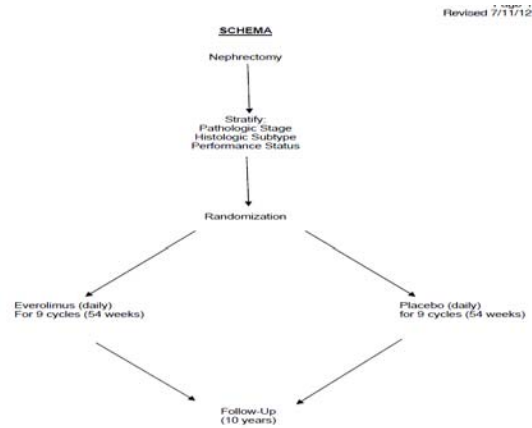 Revised 7/11/12
SCHEMA
Nephrectomy
Stratify:
Pathologic Stage
Histologic Subtype
Performance Status
Randomization
Everolimus (daily)
For 9 cycles (54 weeks)
Placebo (daily)
for 9 cycles (54 weeks)
Follow-Up
(10 years)